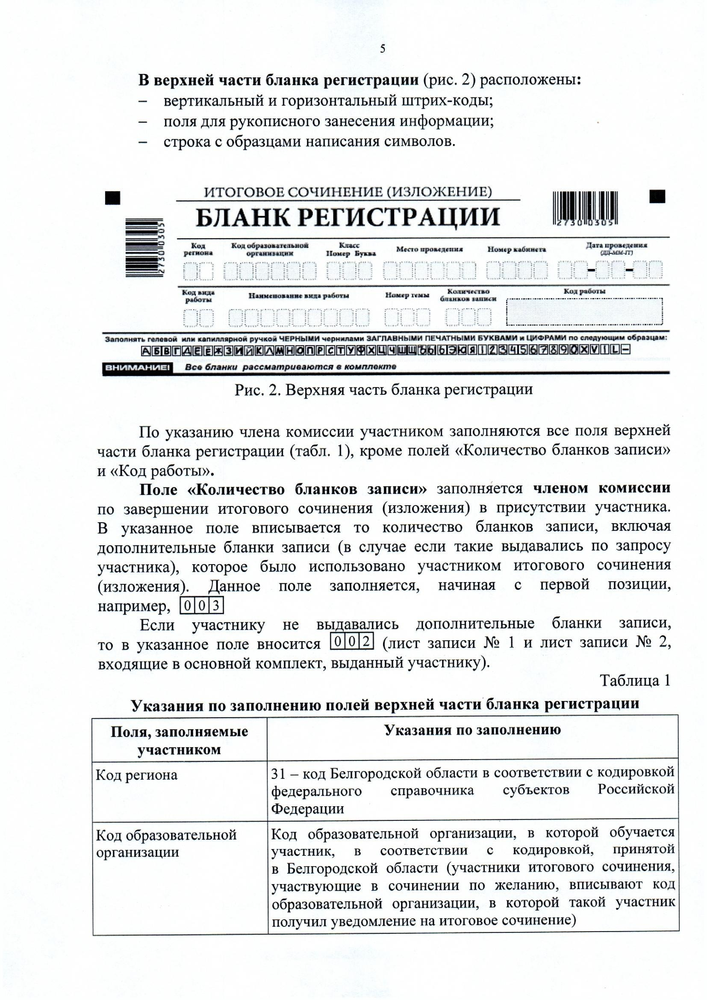 5
В верхней части бланка регистрации (рис. 2) расположены:
– вертикальный и горизонтальный штрих-коды;
– поля для рукописного занесения информации;
– строка с образцами написания символов.
ИТОГОВОЕ СОЧИНЕНИЕ (ИЗЛОЖЕНИЕ)
БЛАНК РЕГИСТРАЦИИ
27300305
27300305
Код региона
Код образовательной организации
Класс
Номер Буква
Место проведения
Номер кабинета
Дата проведения
(ДД-ММ-ГГ)
Код вида работы
Наименование вида работы
Номер темы
Количество бланков записи
Код работы
Заполнять гелевой или капиллярной ручкой ЧЕРНЫМИ чернилами ЗАГЛАВНЫМИ ПЕЧАТНЫМИ БУКВАМИ и ЦИФРАМИ по следующим образцам:
АБВГДЕЁЖЗИЙКЛМНОПРСТУФХЦЧШЩЪЫЬЭЮЯ1234567890XVIL-
ВНИМАНИЕ! Все бланки рассматриваются в комплекте
Рис. 2. Верхняя часть бланка регистрации
По указанию члена комиссии участником заполняются все поля верхней
части бланка регистрации (табл. 1), кроме полей «Количество бланков записи»
и «Код работы».
Поле «Количество бланков записи» заполняется членом комиссии
по завершении итогового сочинения (изложения) в присутствии участника.
В указанное поле вписывается то количество бланков записи, включая
дополнительные бланки записи (в случае если такие выдавались по запросу
участника), которое было использовано участником итогового сочинения
(изложения). Данное поле заполняется, начиная с первой позиции,
например, 0 0 3
Если участнику не выдавались дополнительные бланки записи,
то в указанное поле вносится 0 0 2 (лист записи № 1 и лист записи № 2,
входящие в основной комплект, выданный участнику).
Таблица 1
Указания по заполнению полей верхней части бланка регистрации
Поля, заполняемые
участником
Указания по заполнению
Код региона
31 – код Белгородской области в соответствии с кодировкой
федерального справочника субъектов Российской
Федерации
Код образовательной
организации
Код образовательной организации, в которой обучается
участник, в соответствии с кодировкой, принятой
в Белгородской области (участники итогового сочинения,
участвующие в сочинении по желанию, вписывают код
образовательной организации, в которой такой участник
получил уведомление на итоговое сочинение)